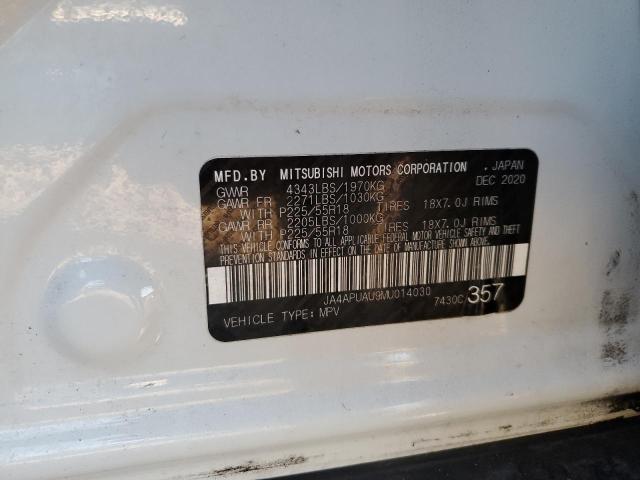 MFD.BY MITSUBISHI MOTORS CORPORATION . JAPAN
GVWR 4343LBS/1970KG DEC 2020
GAWR FR 2271LBS/1030KG
WITH P225/55R18 TIRES 18X7.0J RIMS
GAWR RR 2205LBS/1000KG
WITH P225/55R18 TIRES 18X7.0J RIMS
THIS VEHICLE CONFORMS TO ALL APPLICABLE FEDERAL MOTOR VEHICLE SAFETY AND THEFT
PREVENTION STANDARDS IN EFFECT ON THE DATE OF MANUFACTURE SHOWN ABOVE.
JA4APUAU9MU014030 7430C 357
VEHICLE TYPE: MPV